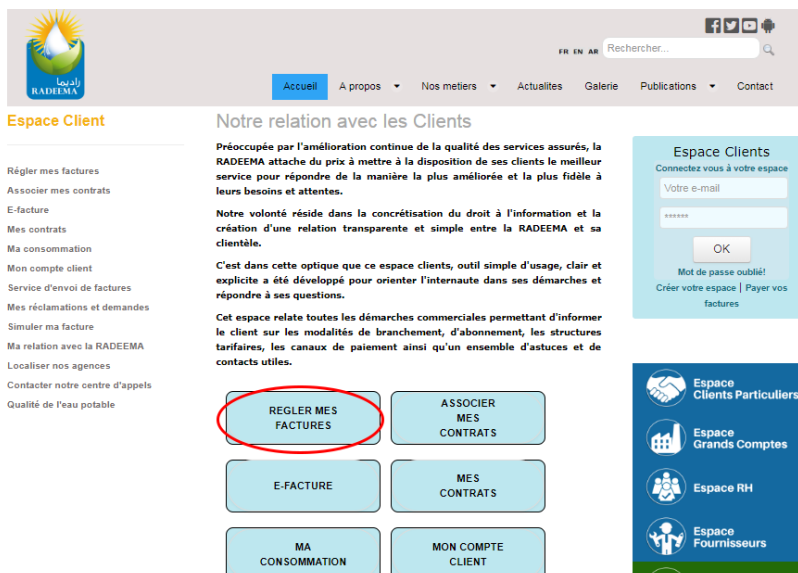 راديما
RADEEMA
FR EN AR
Rechercher...
Accueil
A propos
Nos metiers
Actualites
Galerie
Publications
Contact
Espace Client
Régler mes factures
Associer mes contrats
E-facture
Mes contrats
Ma consommation
Mon compte client
Service d'envoi de factures
Mes réclamations et demandes
Simuler ma facture
Ma relation avec la RADEEMA
Localiser nos agences
Contacter notre centre d'appels
Qualité de l'eau potable
Notre relation avec les Clients
Préoccupée par l'amélioration continue de la qualité des services assurés, la
RADEEMA attache du prix à mettre à la disposition de ses clients le meilleur
service pour répondre de la manière la plus améliorée et la plus fidèle à
leurs besoins et attentes.
Notre volonté réside dans la concrétisation du droit à l'information et la
création d'une relation transparente et simple entre la RADEEMA et sa
clientèle.
C'est dans cette optique que ce espace clients, outil simple d'usage, clair et
explicite a été développé pour orienter l'internaute dans ses démarches et
répondre à ses questions.
Cet espace relate toutes les démarches commerciales permettant d'informer
le client sur les modalités de branchement, d'abonnement, les structures
tarifaires, les canaux de paiement ainsi qu'un ensemble d'astuces et de
contacts utiles.
REGLER MES
FACTURES
ASSOCIER
MES
CONTRATS
E-FACTURE
MES
CONTRATS
MA
CONSOMMATION
MON COMPTE
CLIENT
Espace Clients
Connectez vous à votre espace
Votre e-mail
******
OK
Mot de passe oublié!
Créer votre espace | Payer vos
factures
Espace
Clients Particuliers
Espace
Grands Comptes
Espace RH
Espace
Fournisseurs